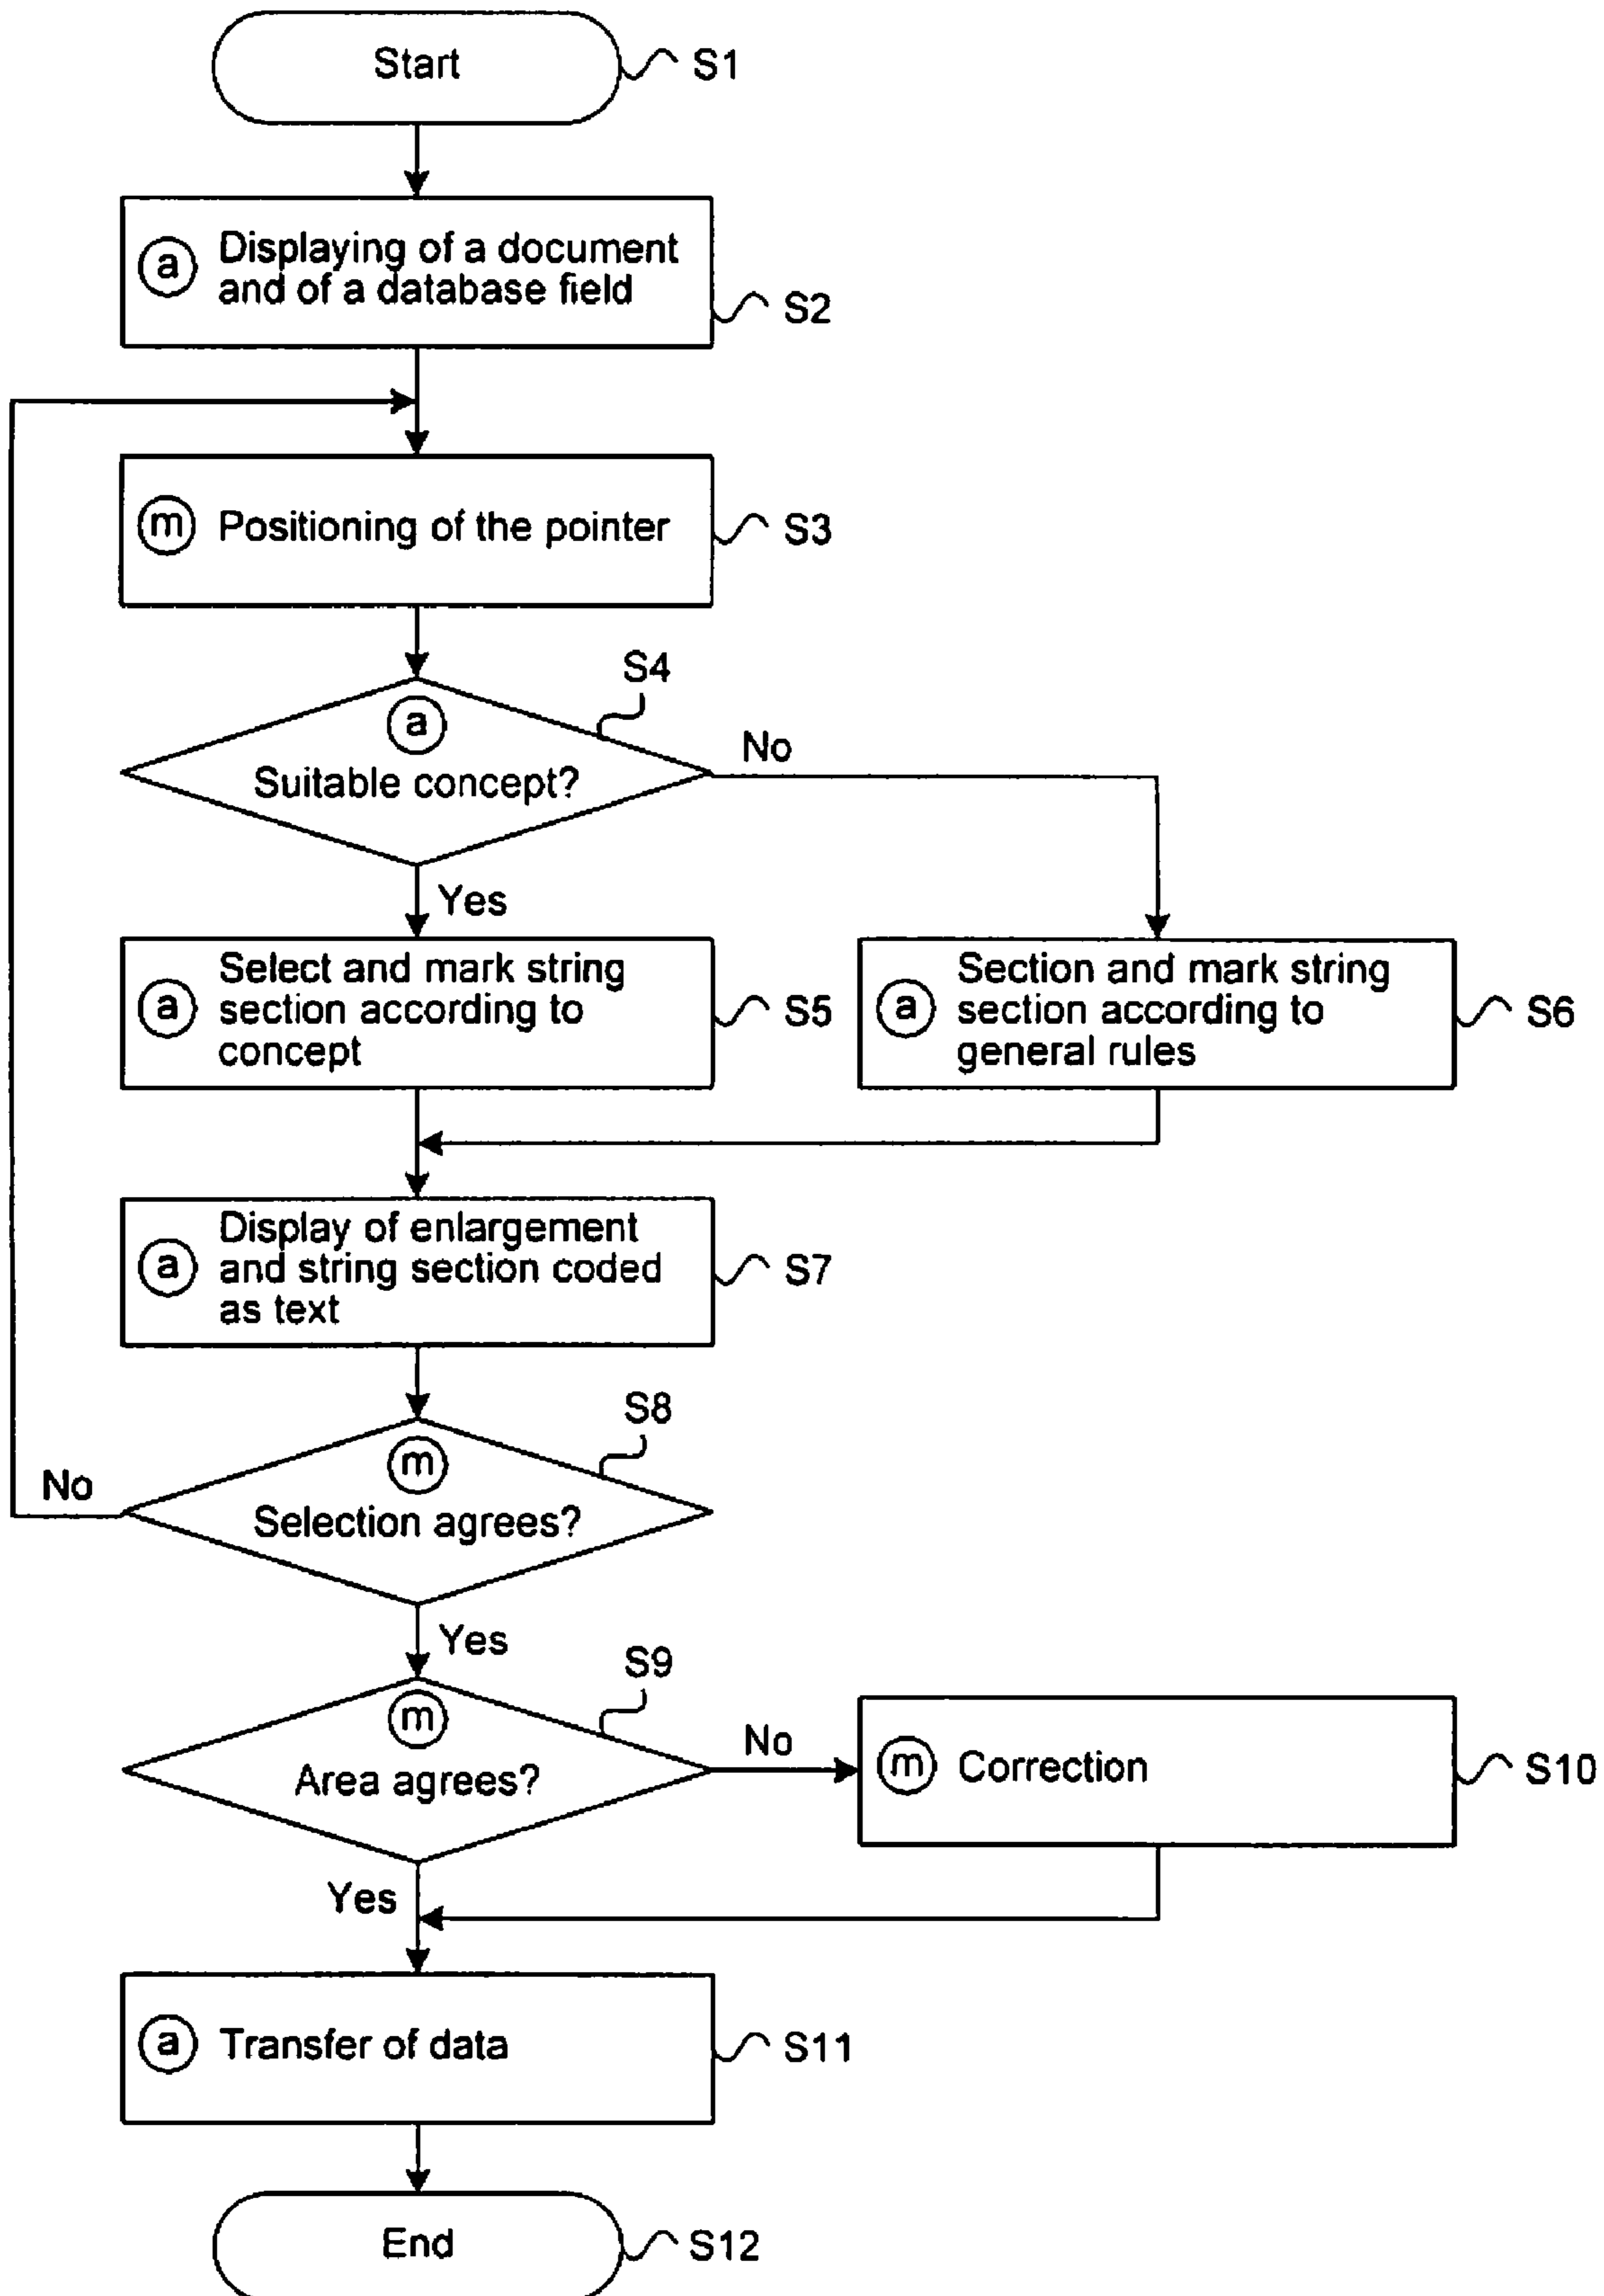 Start
S1
a
Displaying of a document
and of a database field
S2
m
Positioning of the pointer
S3
S4
a
Suitable concept?
No
Yes
a
Select and mark string
section according to
concept
S5
a
Section and mark string
section according to
general rules
S6
a
Display of enlargement
and string section coded
as text
S7
S8
m
Selection agrees?
No
Yes
S9
m
Area agrees?
No
m
Correction
S10
Yes
a
Transfer of data
S11
End
S12